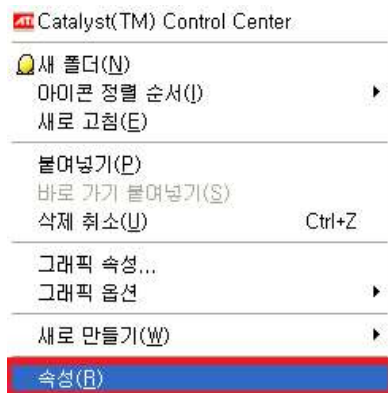 ATI Catalyst(TM) Control Center
새 폴더(N)
아이콘 정렬 순서(I)
새로 고침(E)
붙여넣기(P)
바로 가기 붙여넣기(S)
삭제 취소(U) Ctrl+Z
그래픽 속성...
그래픽 옵션
새로 만들기(W)
속성(R)